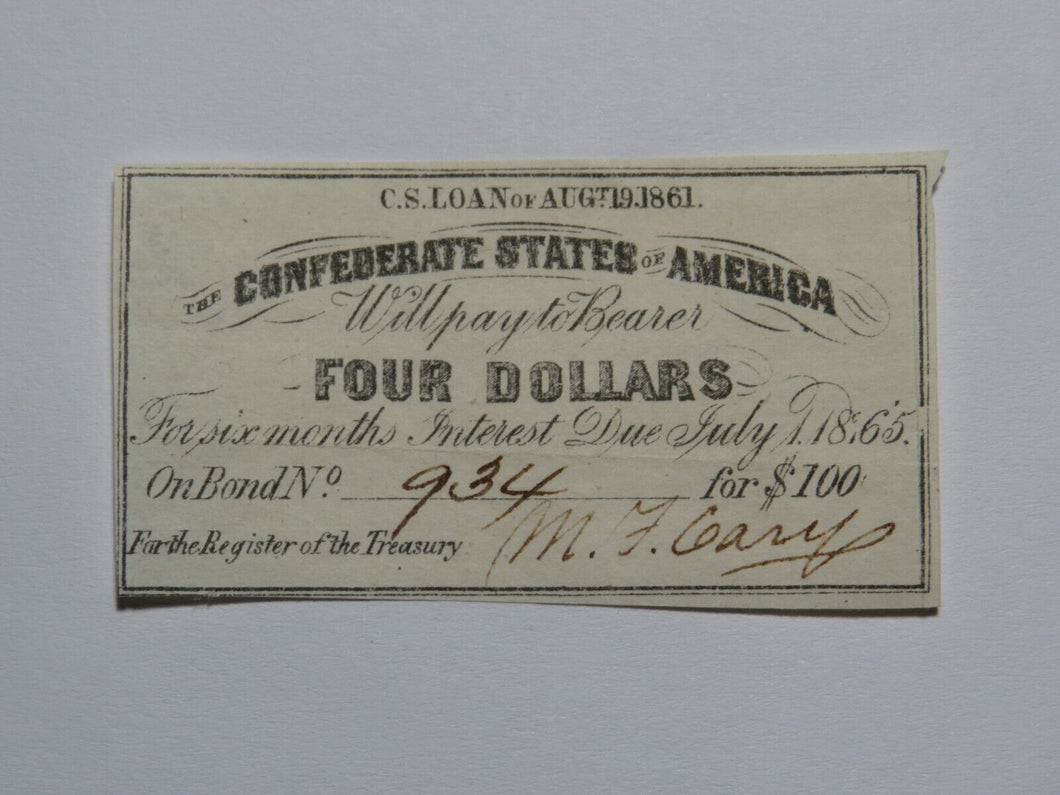 C.S. LOAN OF AUGT. 19. 1861.
THE CONFEDERATE STATES OF AMERICA
Will pay to Bearer
FOUR DOLLARS
For six months Interest Due July 1. 1865.
On Bond No. 934 for $100
For the Register of the Treasury M. F. Cary